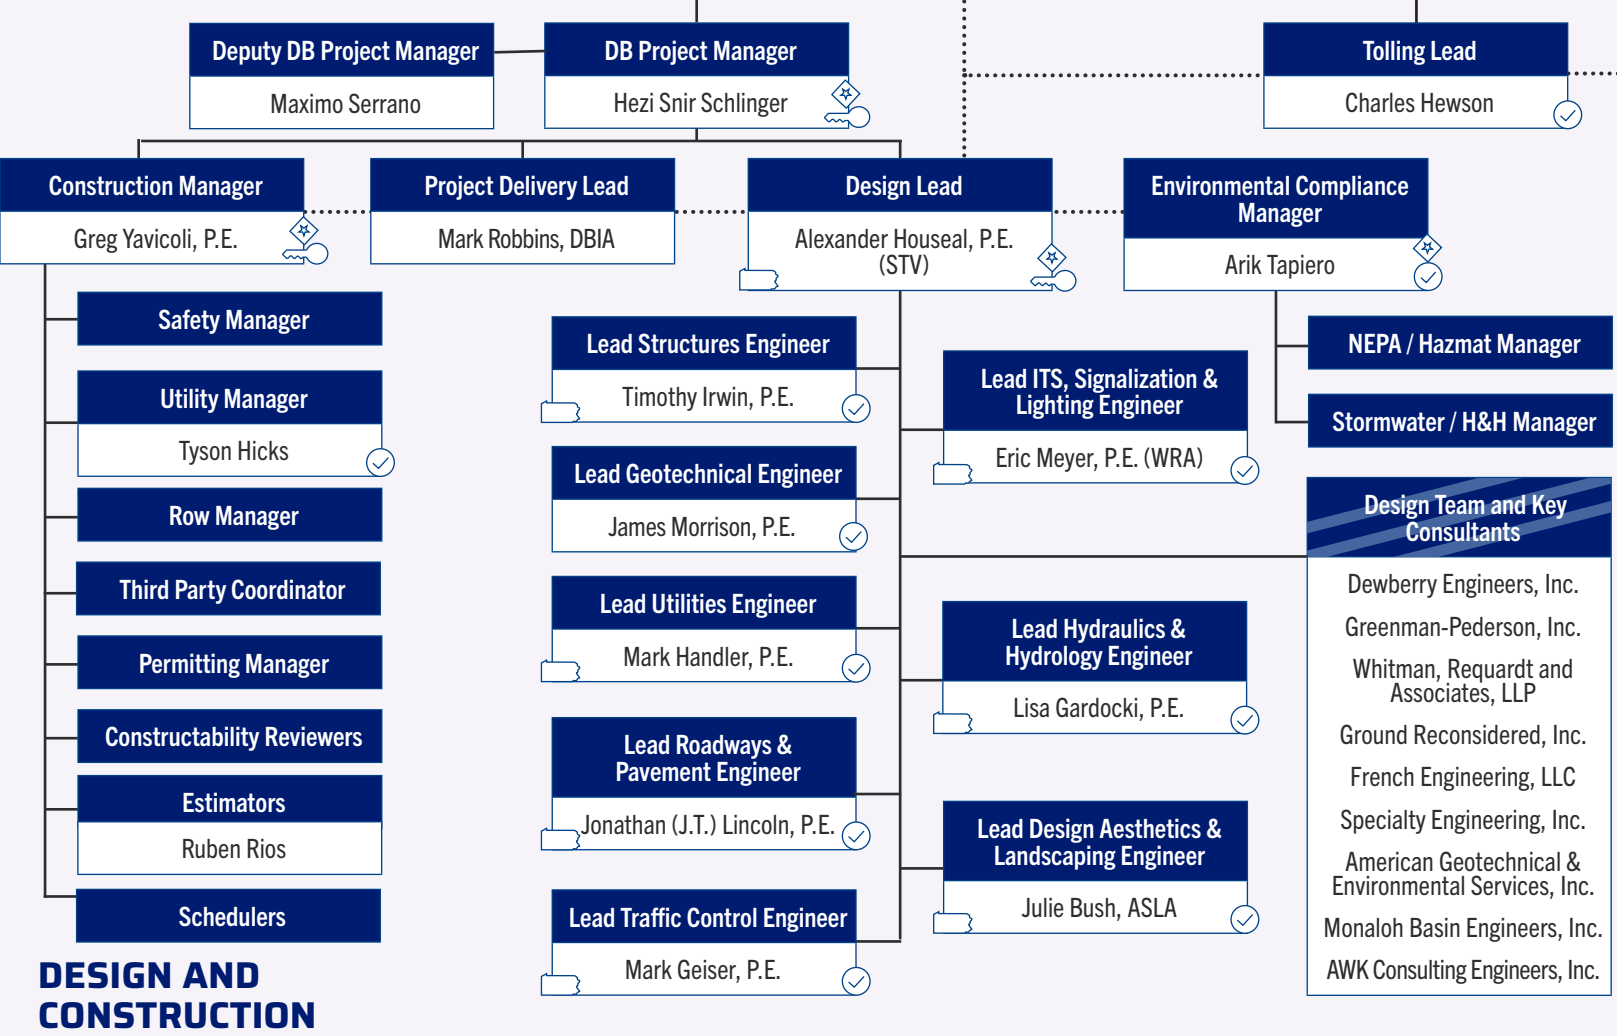 Deputy DB Project Manager
Maximo Serrano
DB Project Manager
Hezi Snir Schlinger
Tolling Lead
Charles Hewson
Construction Manager
Greg Yavicoli, P.E.
Project Delivery Lead
Mark Robbins, DBIA
Design Lead
Alexander Houseal, P.E.
(STV)
Environmental Compliance
Manager
Arik Tapiero
Safety Manager
Utility Manager
Tyson Hicks
Row Manager
Third Party Coordinator
Permitting Manager
Constructability Reviewers
Estimators
Ruben Rios
Schedulers
Lead Structures Engineer
Timothy Irwin, P.E.
Lead Geotechnical Engineer
James Morrison, P.E.
Lead Utilities Engineer
Mark Handler, P.E.
Lead Roadways &
Pavement Engineer
Jonathan (J.T.) Lincoln, P.E.
Lead Traffic Control Engineer
Mark Geiser, P.E.
Lead ITS, Signalization &
Lighting Engineer
Eric Meyer, P.E. (WRA)
Lead Hydraulics &
Hydrology Engineer
Lisa Gardocki, P.E.
Lead Design Aesthetics &
Landscaping Engineer
Julie Bush, ASLA
NEPA / Hazmat Manager
Stormwater / H&H Manager
Design Team and Key
Consultants
Dewberry Engineers, Inc.
Greenman-Pederson, Inc.
Whitman, Requardt and
Associates, LLP
Ground Reconsidered, Inc.
French Engineering, LLC
Specialty Engineering, Inc.
American Geotechnical &
Environmental Services, Inc.
Monaloh Basin Engineers, Inc.
AWK Consulting Engineers, Inc.
DESIGN AND
CONSTRUCTION